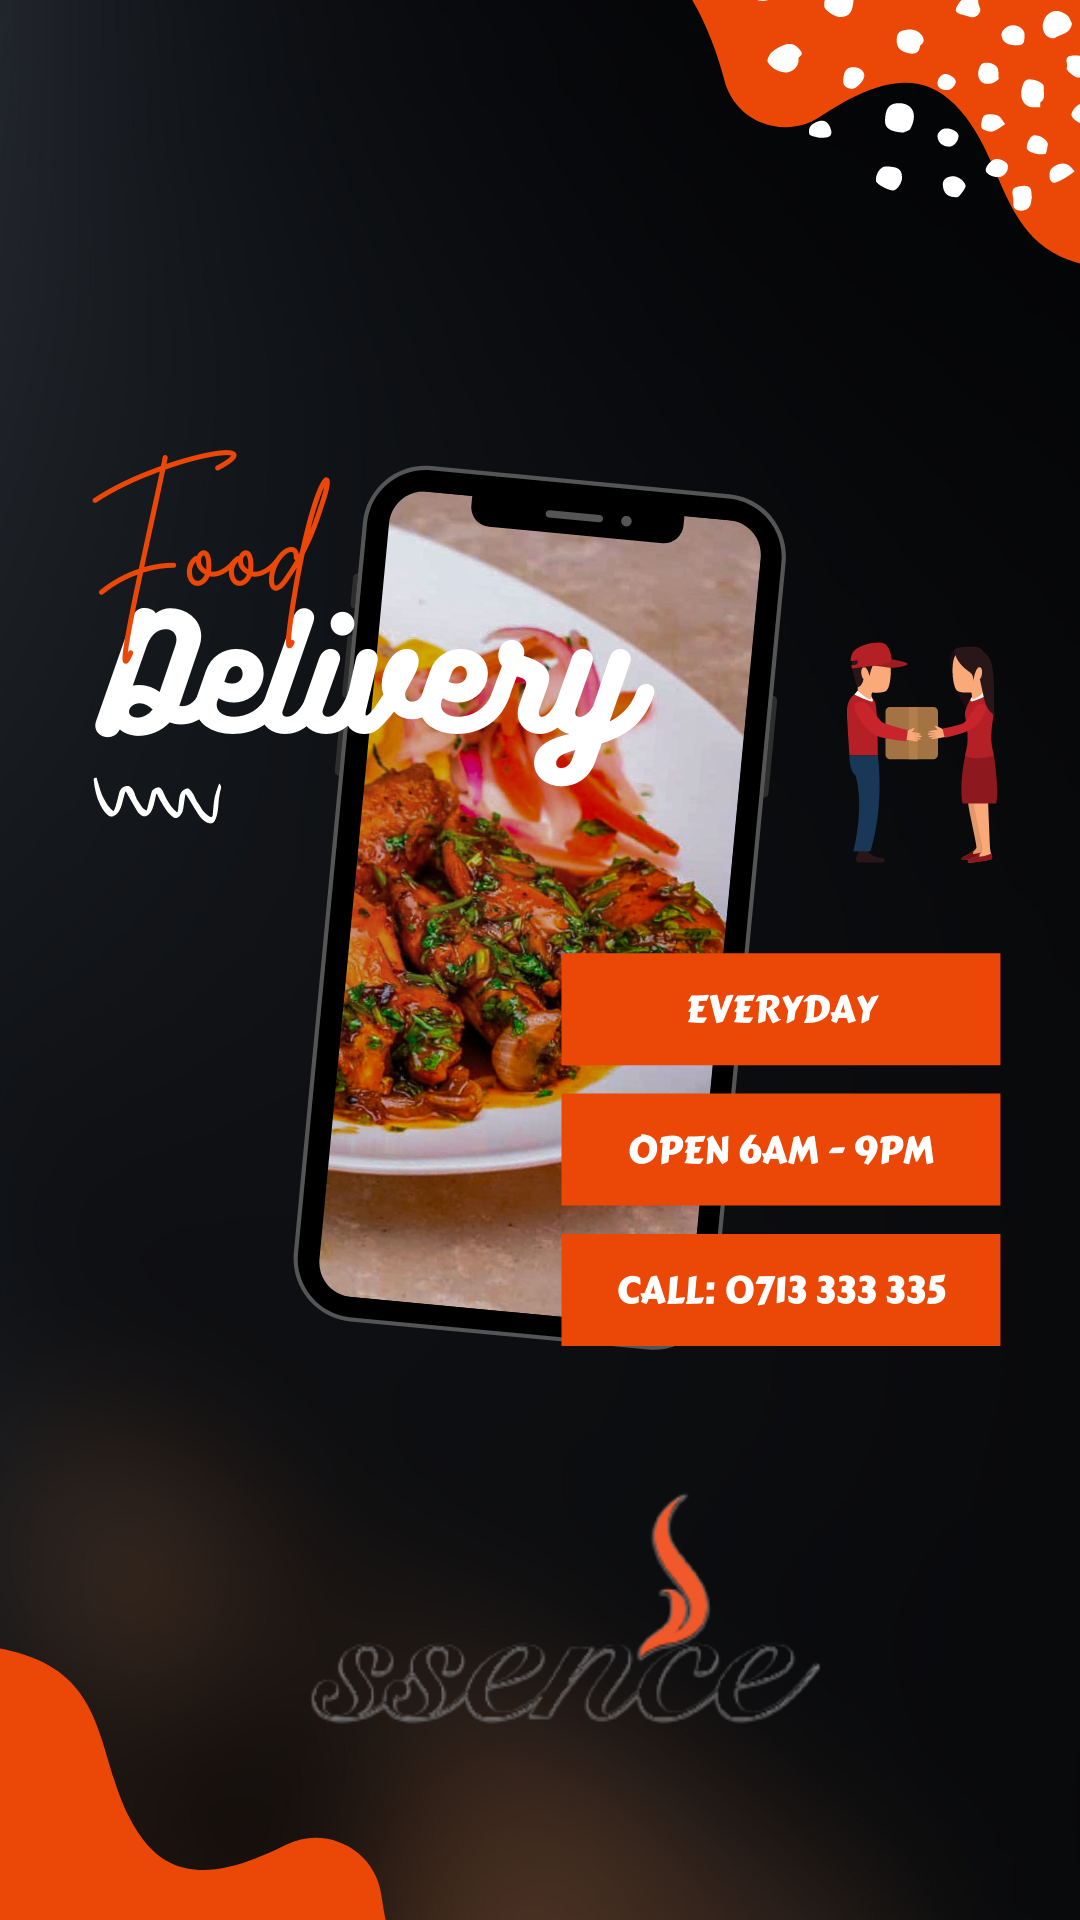 Food
Delivery
EVERYDAY
OPEN 6AM - 9PM
CALL: 0713 333 335
ssence